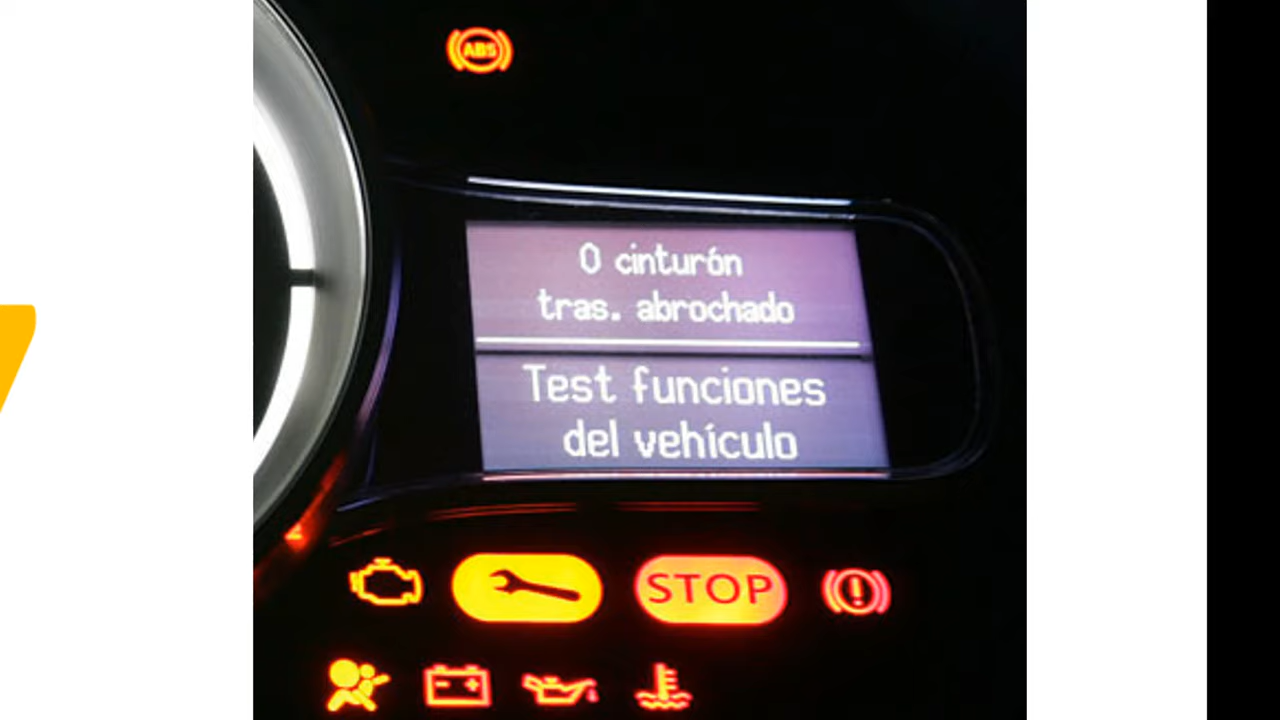 ABS
0 cinturón
tras. abrochado
Test funciones
del vehículo
STOP